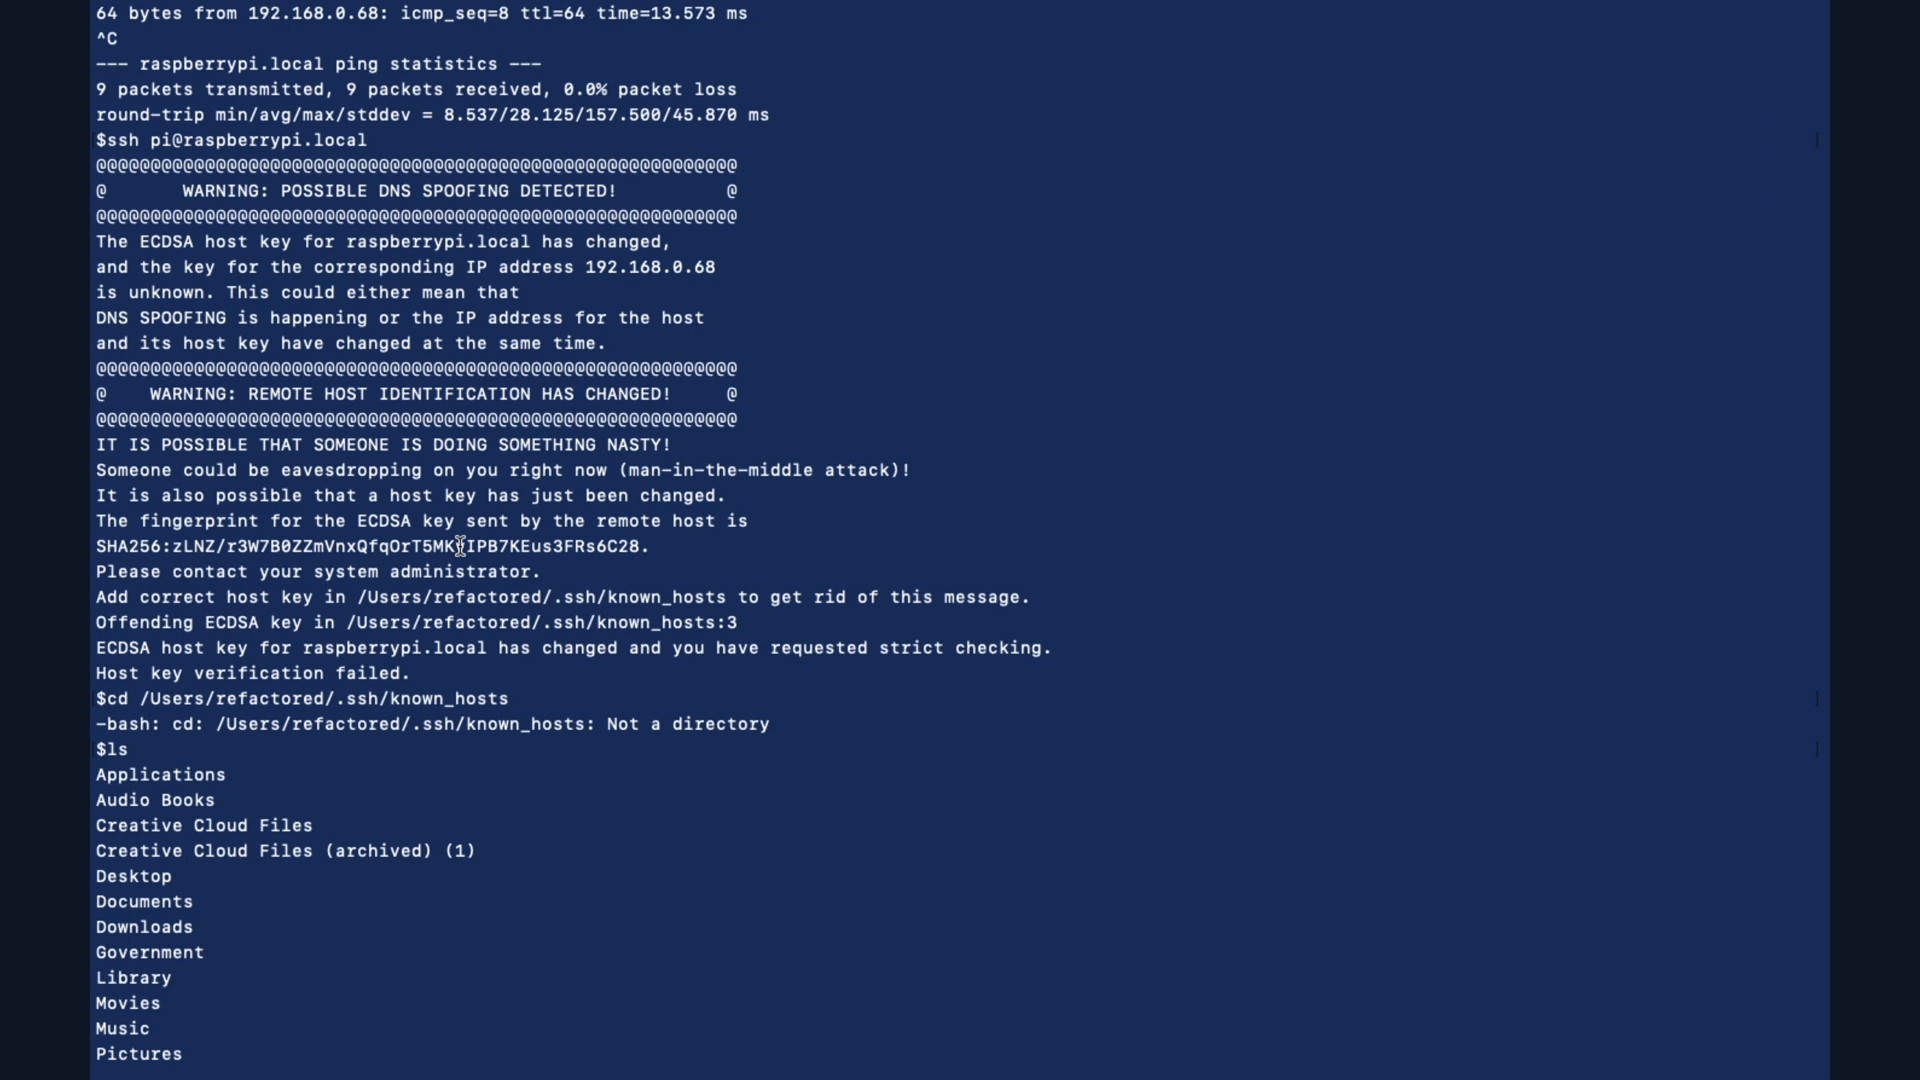 64 bytes from 192.168.0.68: icmp_seq=8 ttl=64 time=13.573 ms
^C
--- raspberrypi.local ping statistics ---
9 packets transmitted, 9 packets received, 0.0% packet loss
round-trip min/avg/max/stddev = 8.537/28.125/157.500/45.870 ms
$ssh pi@raspberrypi.local
@@@@@@@@@@@@@@@@@@@@@@@@@@@@@@@@@@@@@@@@@@@@@@@@@@@@@@@@@@@
@       WARNING: POSSIBLE DNS SPOOFING DETECTED!          @
@@@@@@@@@@@@@@@@@@@@@@@@@@@@@@@@@@@@@@@@@@@@@@@@@@@@@@@@@@@
The ECDSA host key for raspberrypi.local has changed,
and the key for the corresponding IP address 192.168.0.68
is unknown. This could either mean that
DNS SPOOFING is happening or the IP address for the host
and its host key have changed at the same time.
@@@@@@@@@@@@@@@@@@@@@@@@@@@@@@@@@@@@@@@@@@@@@@@@@@@@@@@@@@@
@    WARNING: REMOTE HOST IDENTIFICATION HAS CHANGED!     @
@@@@@@@@@@@@@@@@@@@@@@@@@@@@@@@@@@@@@@@@@@@@@@@@@@@@@@@@@@@
IT IS POSSIBLE THAT SOMEONE IS DOING SOMETHING NASTY!
Someone could be eavesdropping on you right now (man-in-the-middle attack)!
It is also possible that a host key has just been changed.
The fingerprint for the ECDSA key sent by the remote host is
Please contact your system administrator.
Add correct host key in /Users/refactored/.ssh/known_hosts to get rid of this message.
Offending ECDSA key in /Users/refactored/.ssh/known_hosts:3
ECDSA host key for raspberrypi.local has changed and you have requested strict checking.
Host key verification failed.
$cd /Users/refactored/.ssh/known_hosts
-bash: cd: /Users/refactored/.ssh/known_hosts: Not a directory
$ls
Applications
Audio Books
Creative Cloud Files
Creative Cloud Files (archived) (1)
Desktop
Documents
Downloads
Government
Library
Movies
Music
Pictures